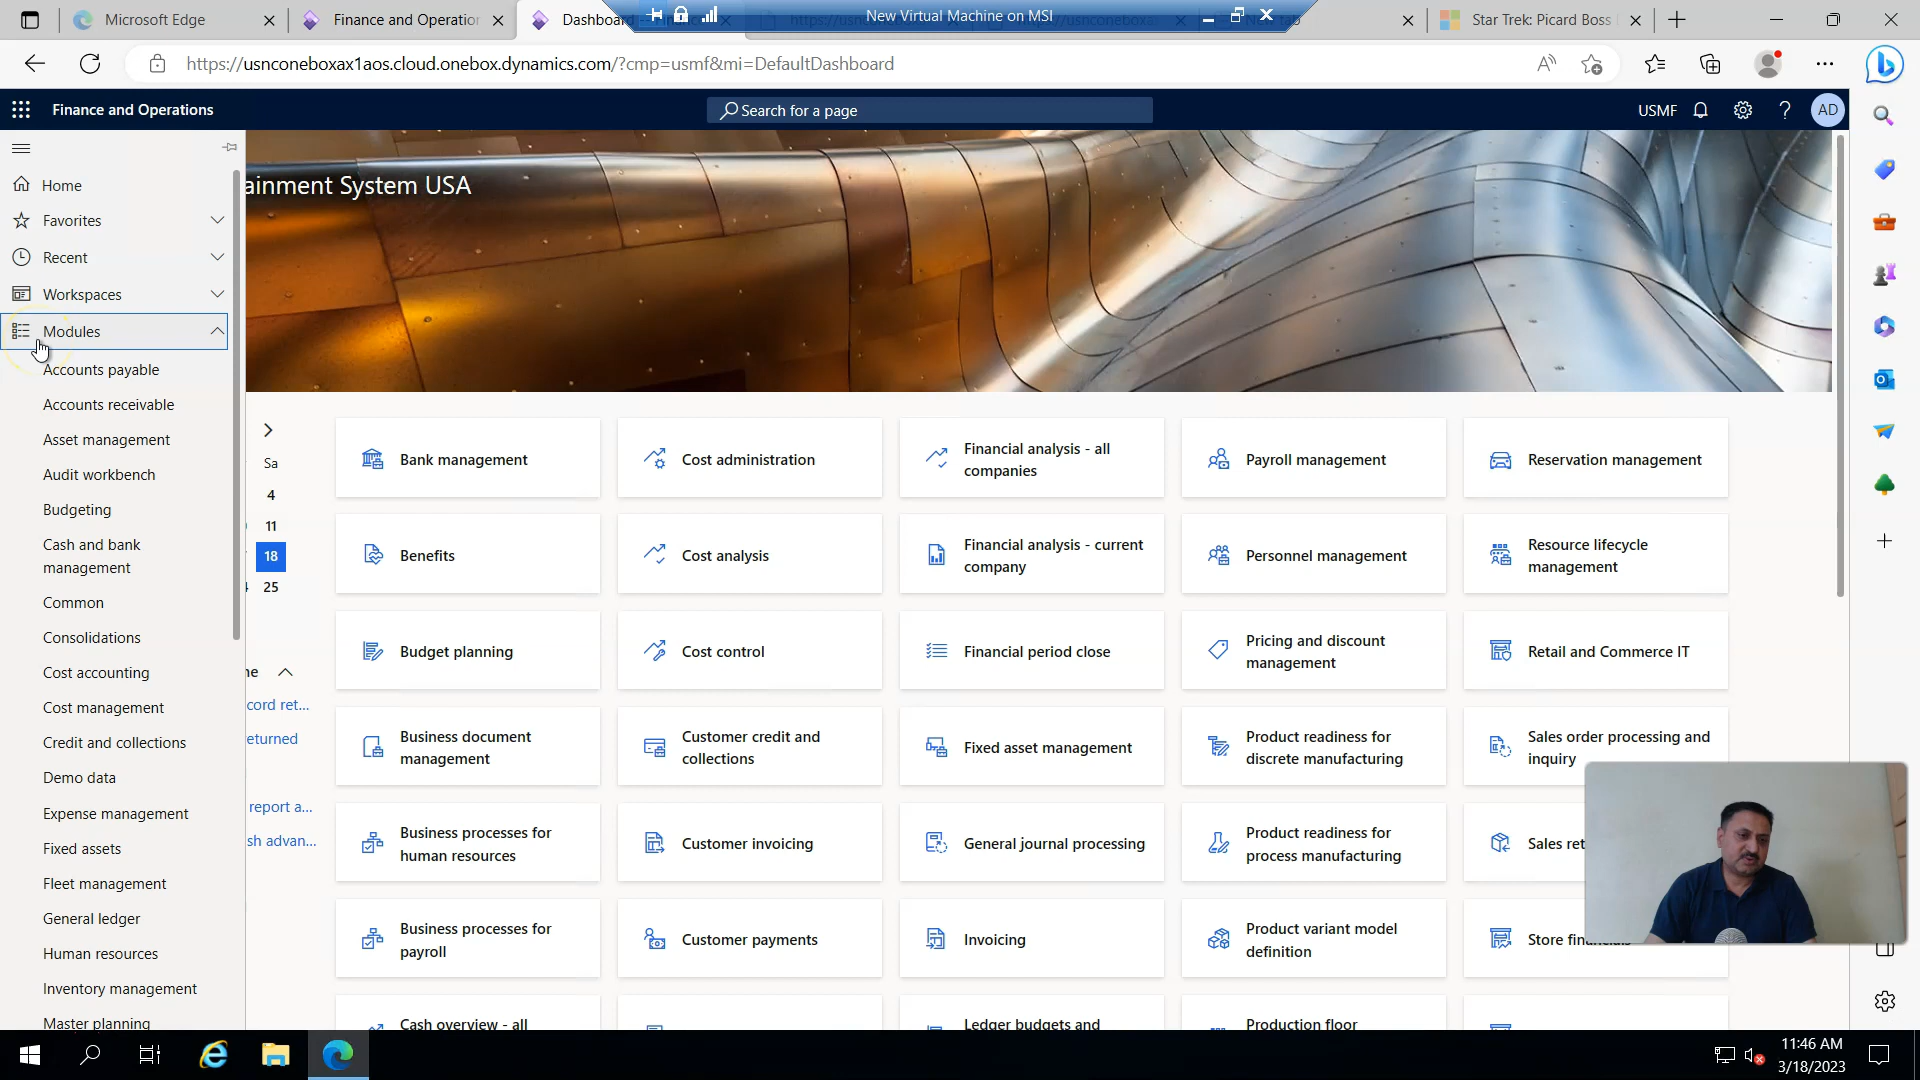 Microsoft Edge
Finance and Operation
Dashboard
New Virtual Machine on MSI
Star Trek: Picard Boss
https://usnconeboxax1aos.cloud.onebox.dynamics.com/?cmp=usmf&mi=DefaultDashboard
Finance and Operations
Search for a page
USMF
AD
Home
Favorites
Recent
Workspaces
Modules
Accounts payable
Accounts receivable
Asset management
Audit workbench
Budgeting
Cash and bank
management
Common
Consolidations
Cost accounting
Cost management
Credit and collections
Demo data
Expense management
Fixed assets
Fleet management
General ledger
Human resources
Inventory management
Master planning
ainment System USA
Sa
4
11
18
25
ne
cord ret...
eturned
report a...
sh advan...
Bank management
Cost administration
Financial analysis - all
companies
Payroll management
Reservation management
Benefits
Cost analysis
Financial analysis - current
company
Personnel management
Resource lifecycle
management
Budget planning
Cost control
Financial period close
Pricing and discount
management
Retail and Commerce IT
Business document
management
Customer credit and
collections
Fixed asset management
Product readiness for
discrete manufacturing
Sales order processing and
inquiry
Business processes for
human resources
Customer invoicing
General journal processing
Product readiness for
process manufacturing
Sales ret
Business processes for
payroll
Customer payments
Invoicing
Product variant model
definition
Store financials
Cash overview - all
Ledger budgets and
Production floor
11:46 AM
3/18/2023